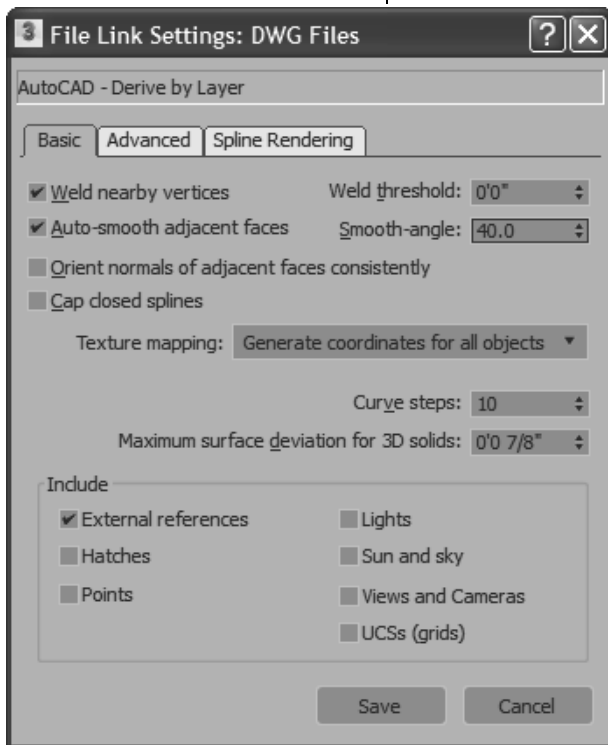 3 File Link Settings: DWG Files ?
AutoCAD - Derive by Layer
Basic Advanced Spline Rendering
Weld nearby vertices Weld threshold: 0'0"
Auto-smooth adjacent faces Smooth-angle: 40.0
Orient normals of adjacent faces consistently
Cap closed splines
Texture mapping: Generate coordinates for all objects
Curve steps: 10
Maximum surface deviation for 3D solids: 0'0 7/8"
Include
External references Lights
Hatches Sun and sky
Points Views and Cameras
UCSs (grids)
Save Cancel